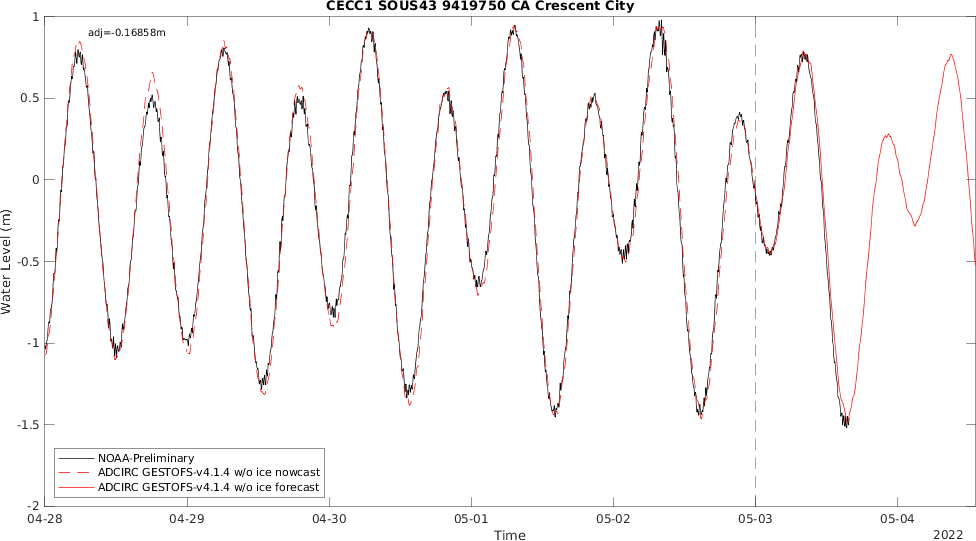 CECC1 SOUS43 9419750 CA Crescent City
adj=-0.16858m
1
0.5
0
-0.5
-1
-1.5
-2
Water Level (m)
NOAA-Preliminary
ADCIRC GESTOFS-v4.1.4 w/o ice nowcast
ADCIRC GESTOFS-v4.1.4 w/o ice forecast
04-28 04-29 04-30 05-01 05-02 05-03 05-04
Time
2022